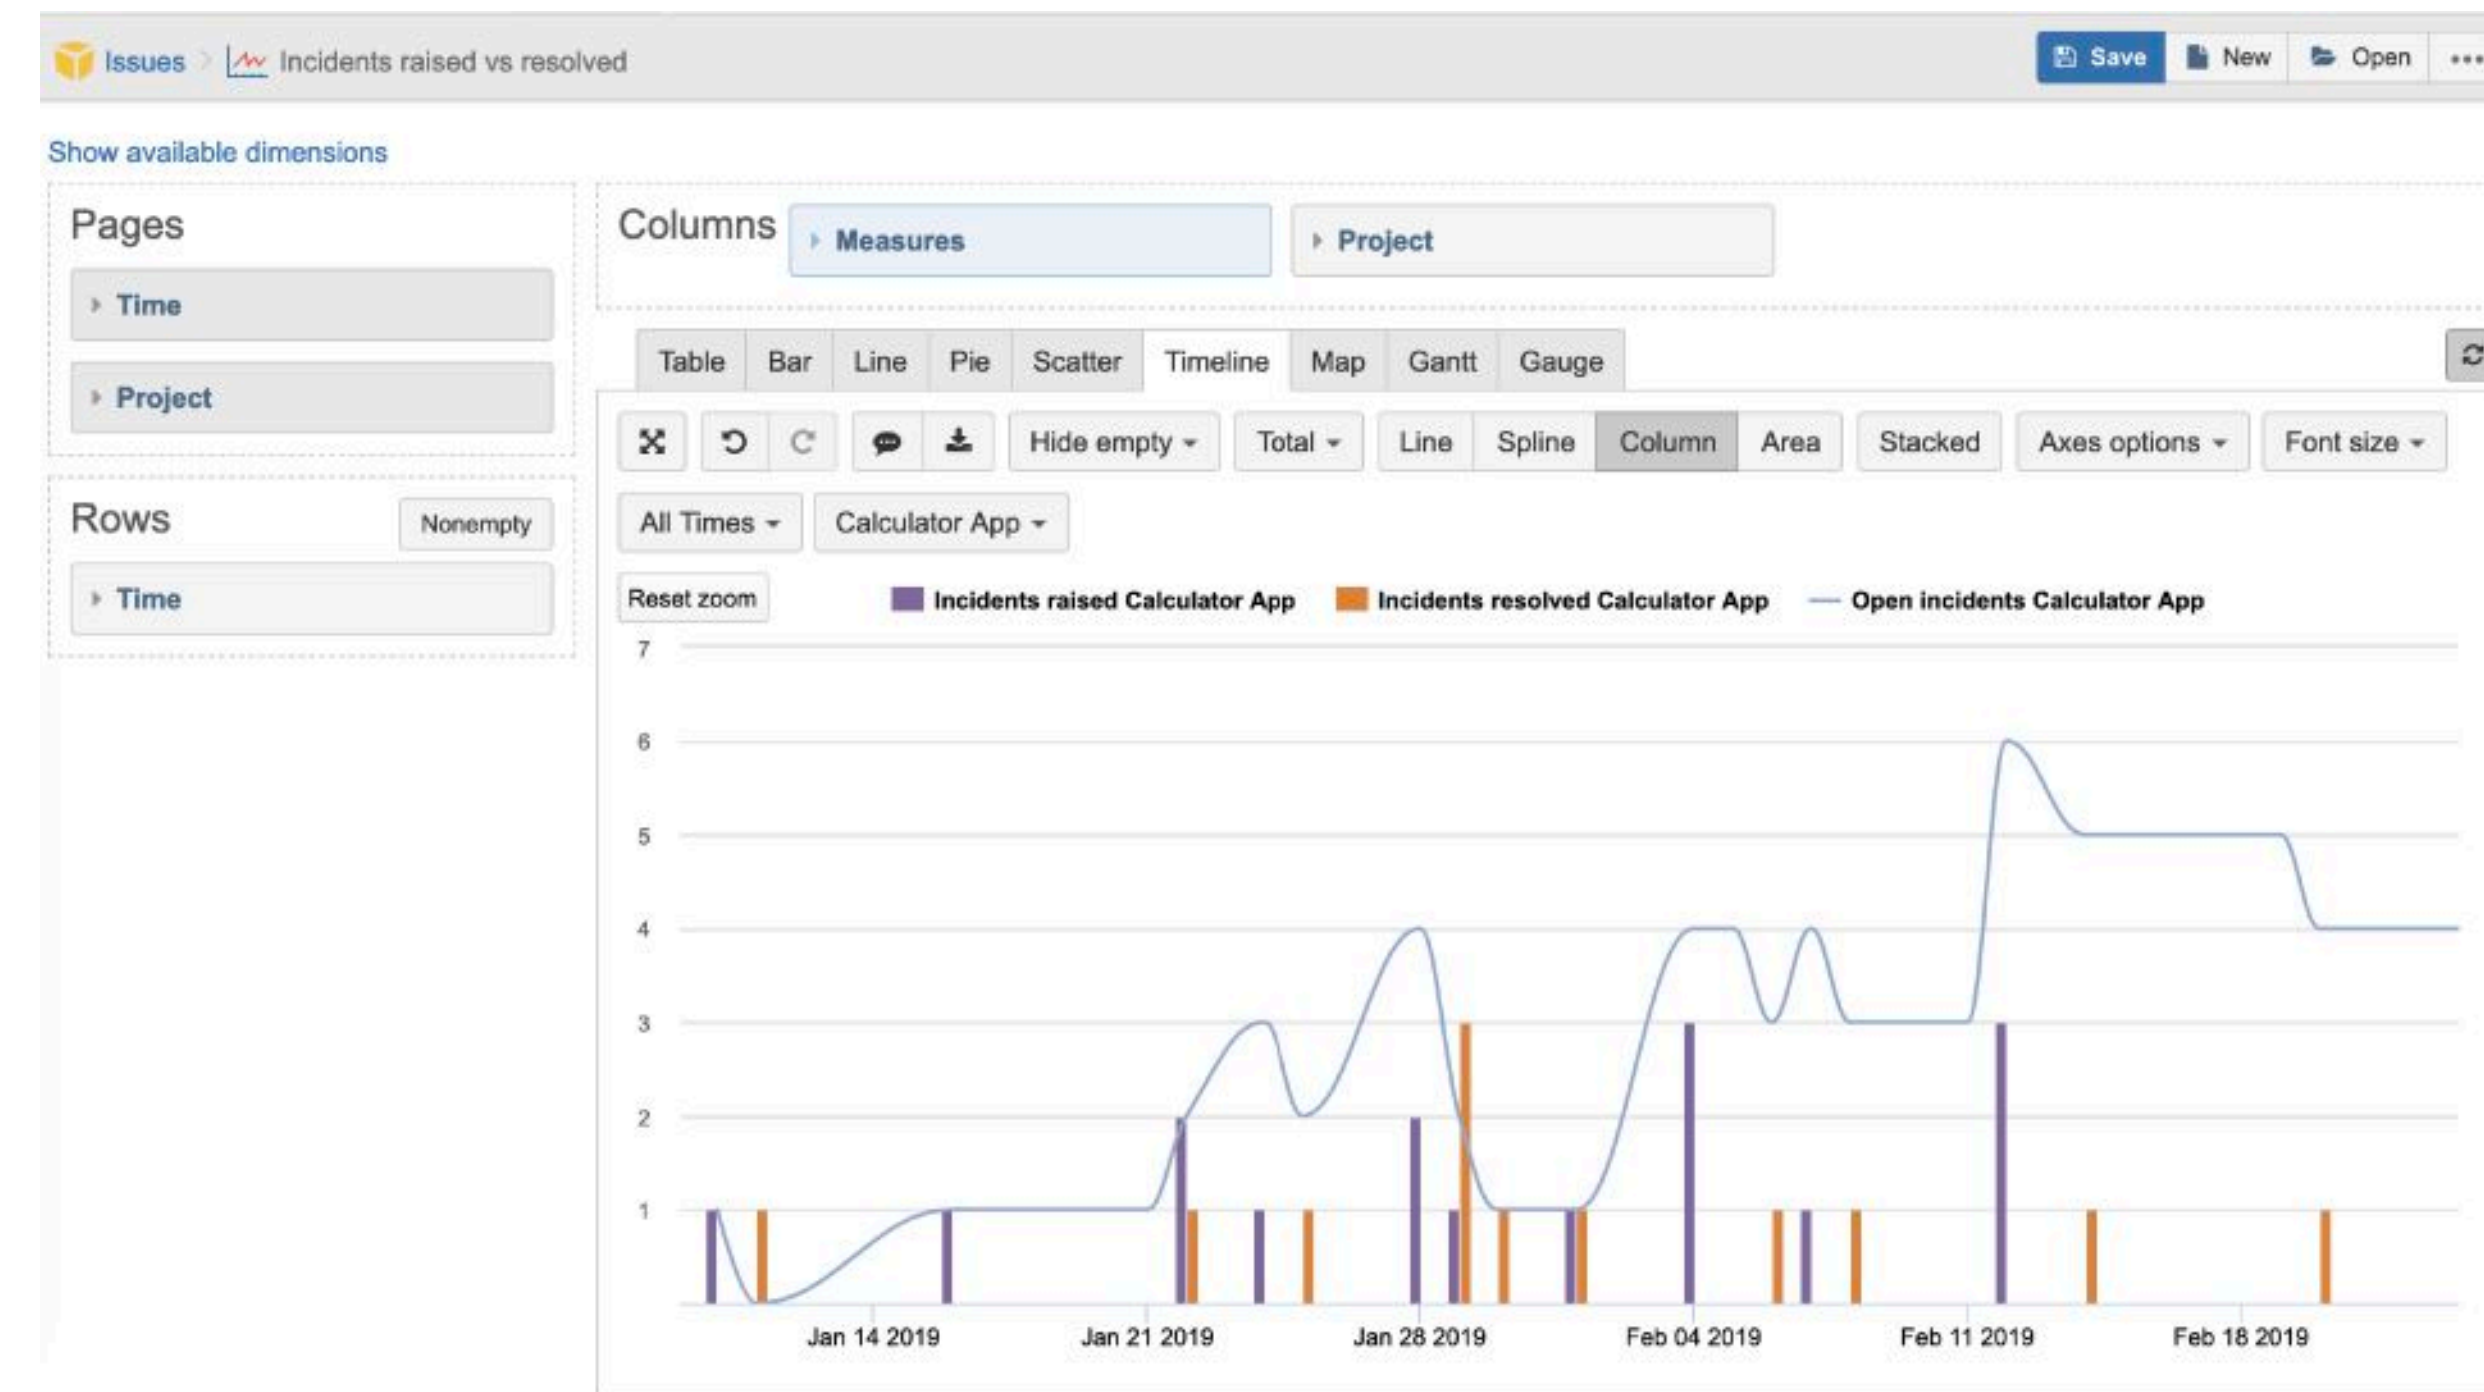 Issues Incidents raised vs resolved
Save New Open
Show available dimensions
Pages
Time
Project
Rows Nonempty
Time
Columns Measures Project
Table Bar Line Pie Scatter Timeline Map Gantt Gauge
Hide empty Total Line Spline Column Area Stacked Axes options Font size
All Times Calculator App
Reset zoom Incidents raised Calculator App Incidents resolved Calculator App Open incidents Calculator App
7
6
5
4
3
2
1
Jan 14 2019 Jan 21 2019 Jan 28 2019 Feb 04 2019 Feb 11 2019 Feb 18 2019